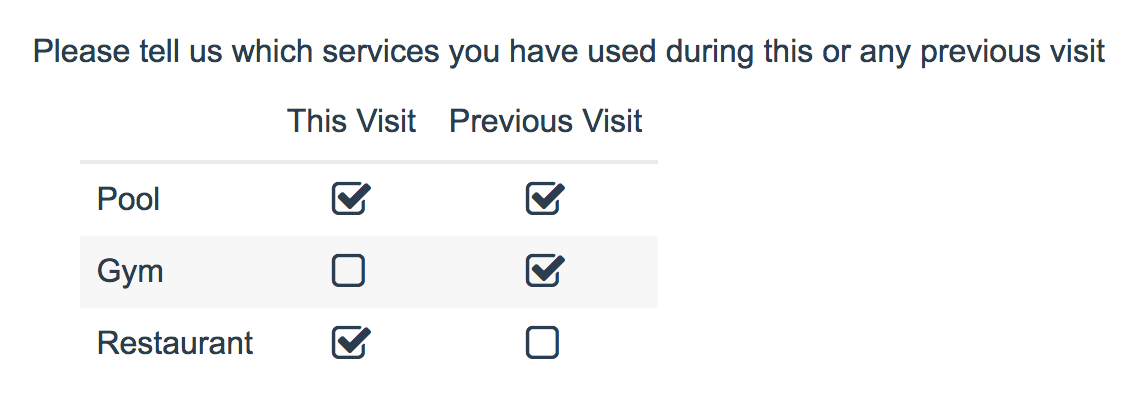 Please tell us which services you have used during this or any previous visit
This Visit Previous Visit
Pool
Gym
Restaurant